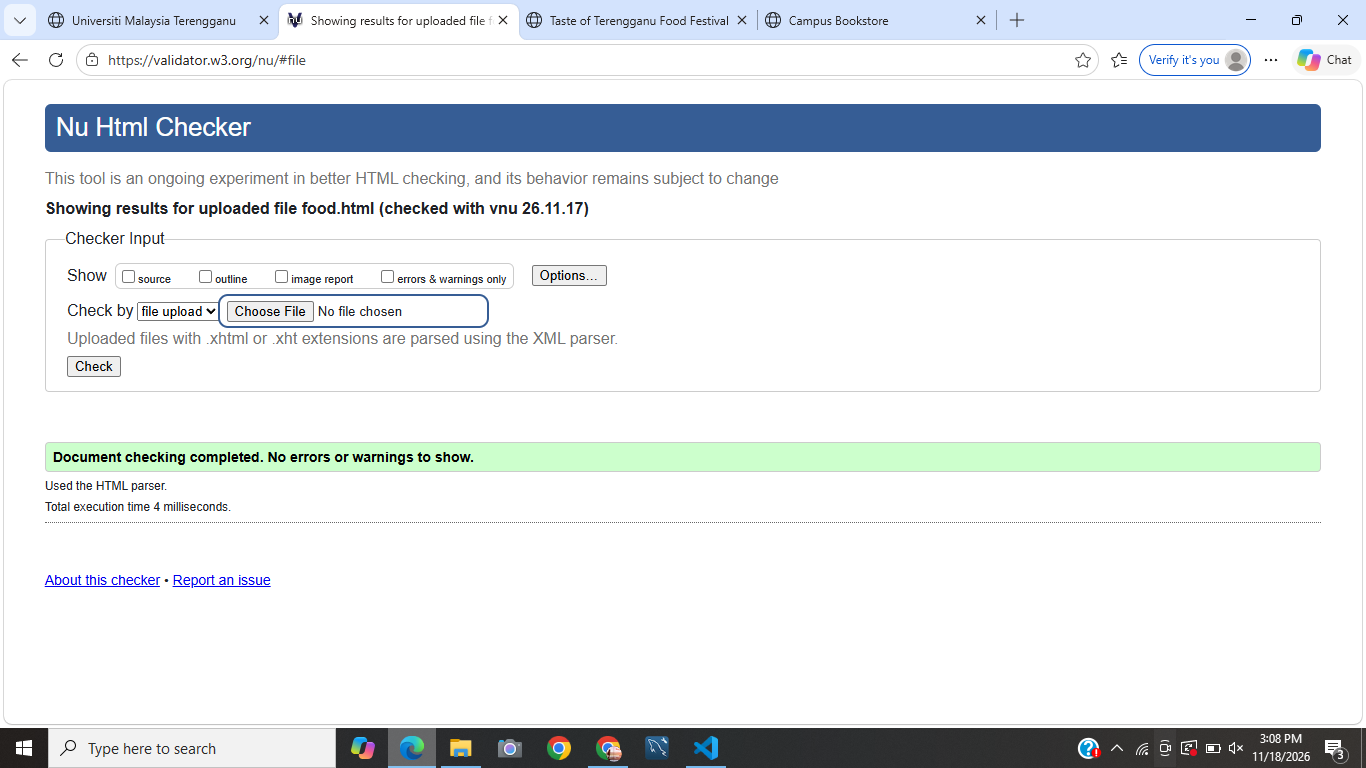 Universiti Malaysia Terengganu
Showing results for uploaded file f
Taste of Terengganu Food Festival
Campus Bookstore
https://validator.w3.org/nu/#file
Verify it's you
Chat
Nu Html Checker
This tool is an ongoing experiment in better HTML checking, and its behavior remains subject to change
Showing results for uploaded file food.html (checked with vnu 26.11.17)
Checker Input
Show source outline image report errors & warnings only Options...
Check by file upload Choose File No file chosen
Uploaded files with .xhtml or .xht extensions are parsed using the XML parser.
Check
Document checking completed. No errors or warnings to show.
Used the HTML parser.
Total execution time 4 milliseconds.
About this checker • Report an issue
Type here to search
3:08 PM
11/18/2026
3